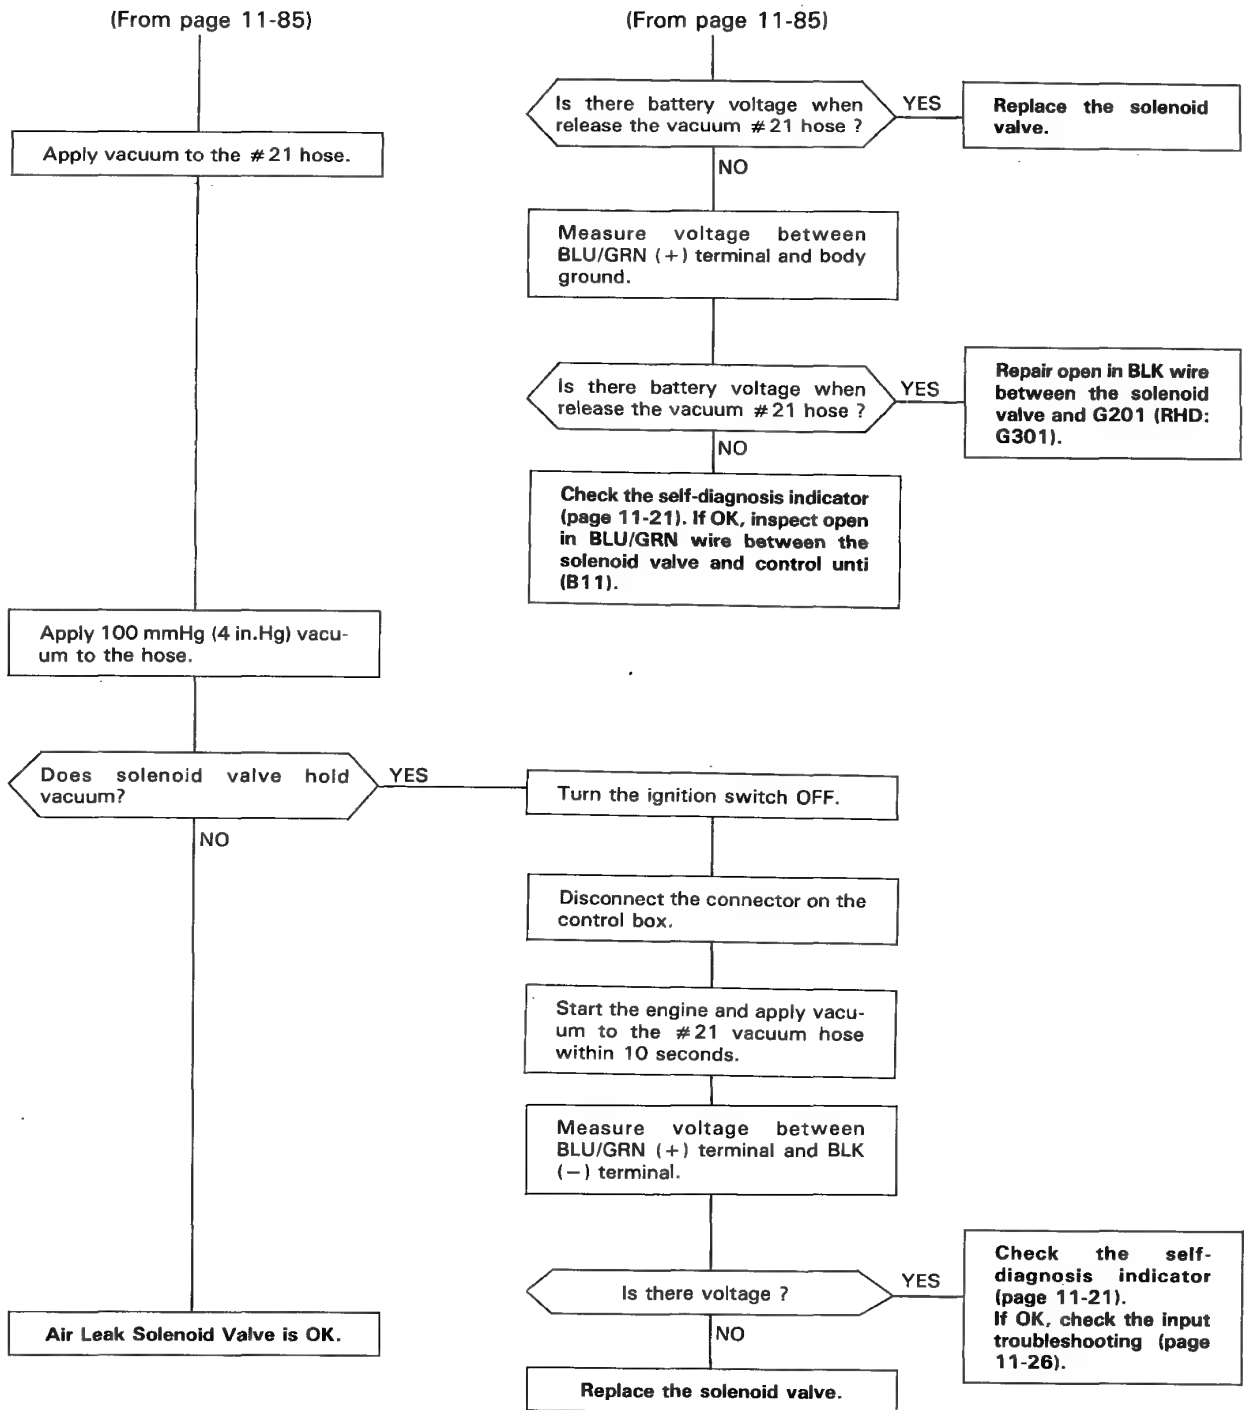 (From page 11-85)
Apply vacuum to the #21 hose.
Apply 100 mmHg (4 in.Hg) vacu-
um to the hose.
Does solenoid valve hold
vacuum?
YES
NO
Air Leak Solenoid Valve is OK.
(From page 11-85)
Is there battery voltage when
release the vacuum #21 hose ?
YES
Replace the solenoid
valve.
NO
Measure voltage between
BLU/GRN (+) terminal and body
ground.
Is there battery voltage when
release the vacuum #21 hose ?
YES
Repair open in BLK wire
between the solenoid
valve and G201 (RHD:
G301).
NO
Check the self-diagnosis indicator
(page 11-21). If OK, inspect open
in BLU/GRN wire between the
solenoid valve and control unti
(B11).
Turn the ignition switch OFF.
Disconnect the connector on the
control box.
Start the engine and apply vacu-
um to the #21 vacuum hose
within 10 seconds.
Measure voltage between
BLU/GRN (+) terminal and BLK
(−) terminal.
Is there voltage ?
YES
Check the self-
diagnosis indicator
(page 11-21).
If OK, check the input
troubleshooting (page
11-26).
NO
Replace the solenoid valve.